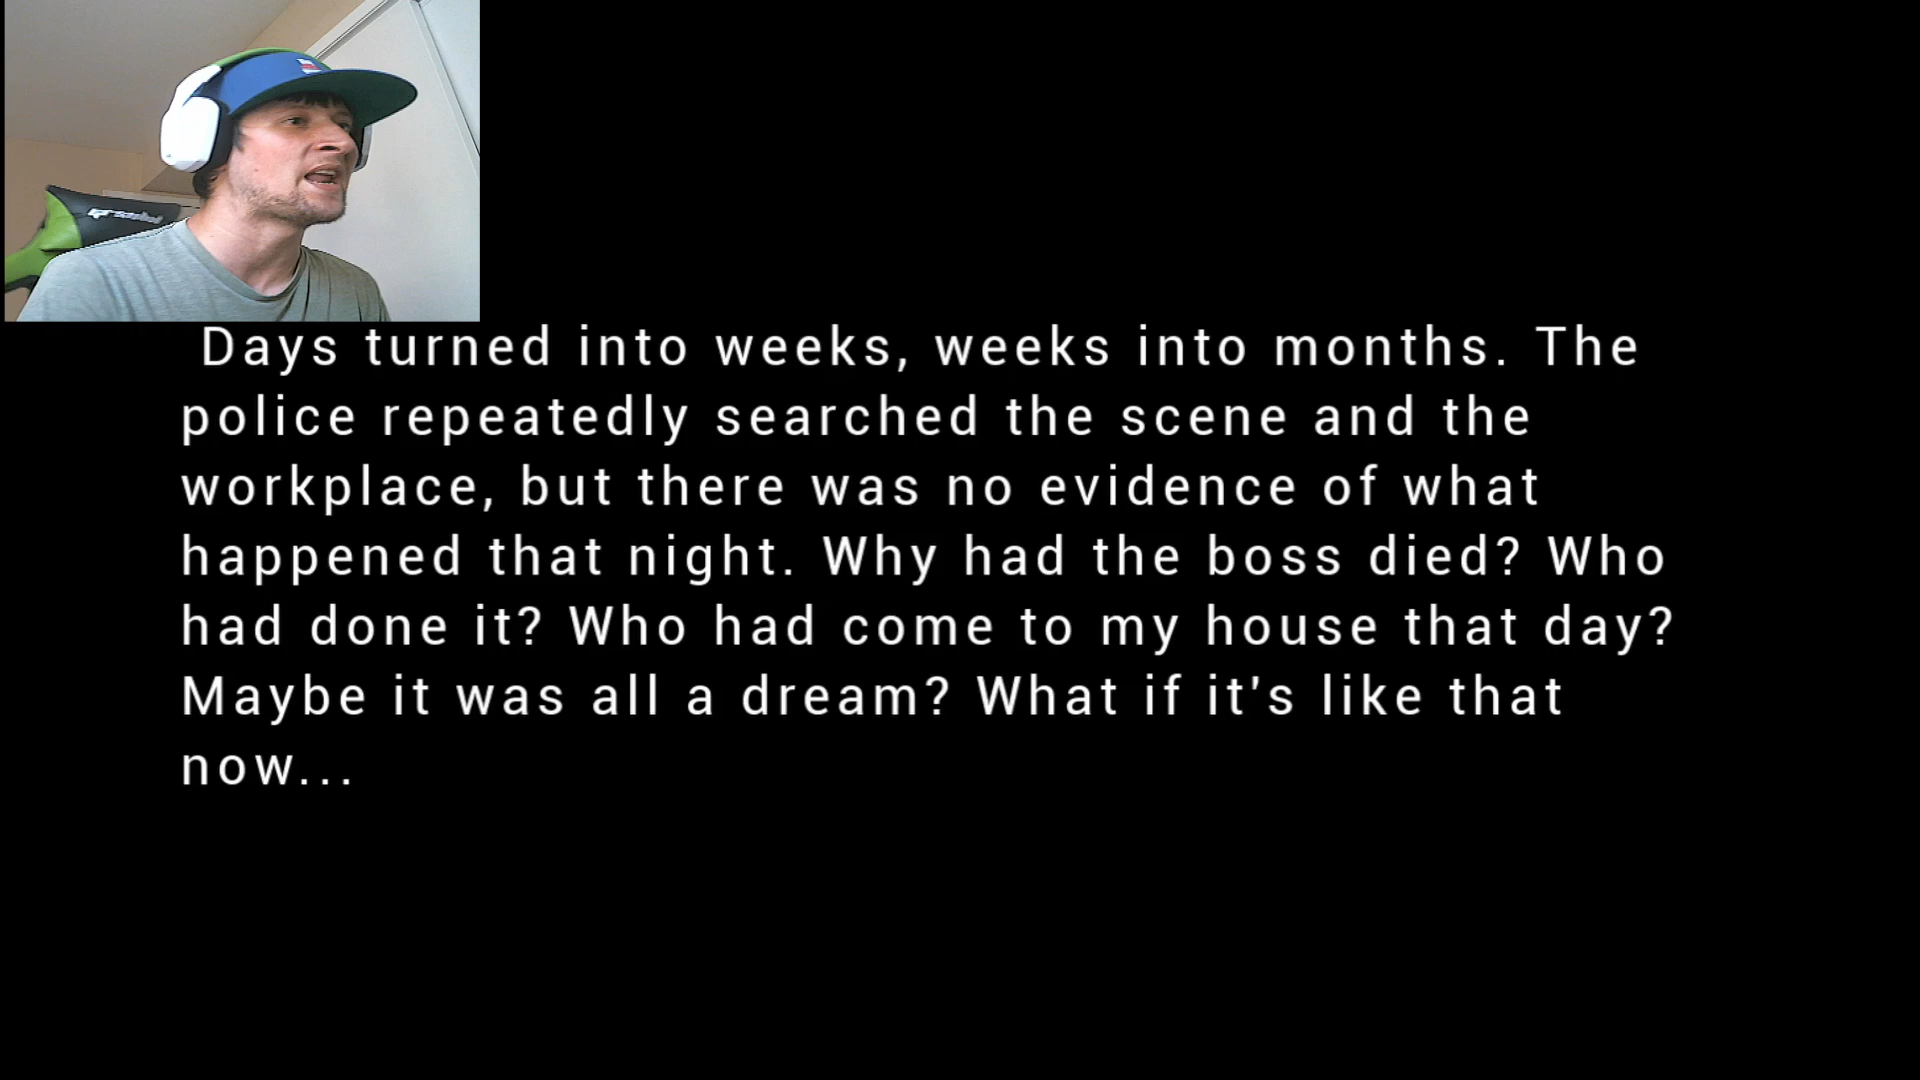 Days turned into weeks, weeks into months. The
police repeatedly searched the scene and the
workplace, but there was no evidence of what
happened that night. Why had the boss died? Who
had done it? Who had come to my house that day?
Maybe it was all a dream? What if it's like that
now...